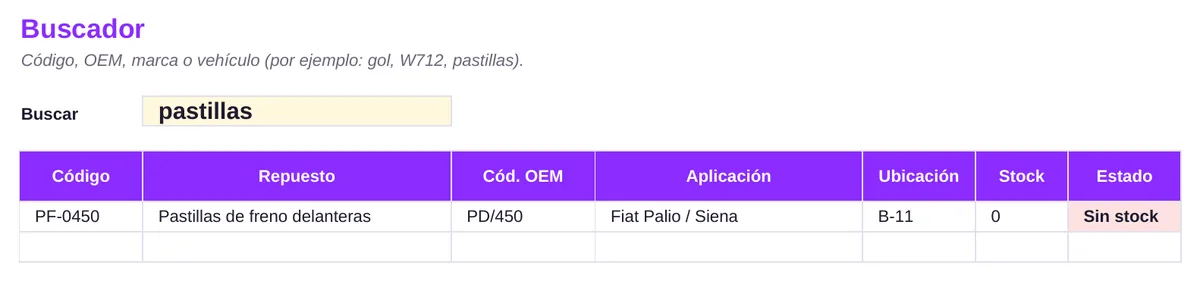 Buscador
Código, OEM, marca o vehículo (por ejemplo: gol, W712, pastillas).
Buscar pastillas
Código Repuesto Cód. OEM Aplicación Ubicación Stock Estado
PF-0450 Pastillas de freno delanteras PD/450 Fiat Palio / Siena B-11 0 Sin stock